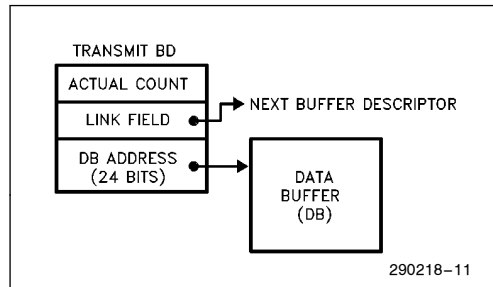 TRANSMIT BD
ACTUAL COUNT
LINK FIELD
NEXT BUFFER DESCRIPTOR
DB ADDRESS
(24 BITS)
DATA
BUFFER
(DB)
290218–11